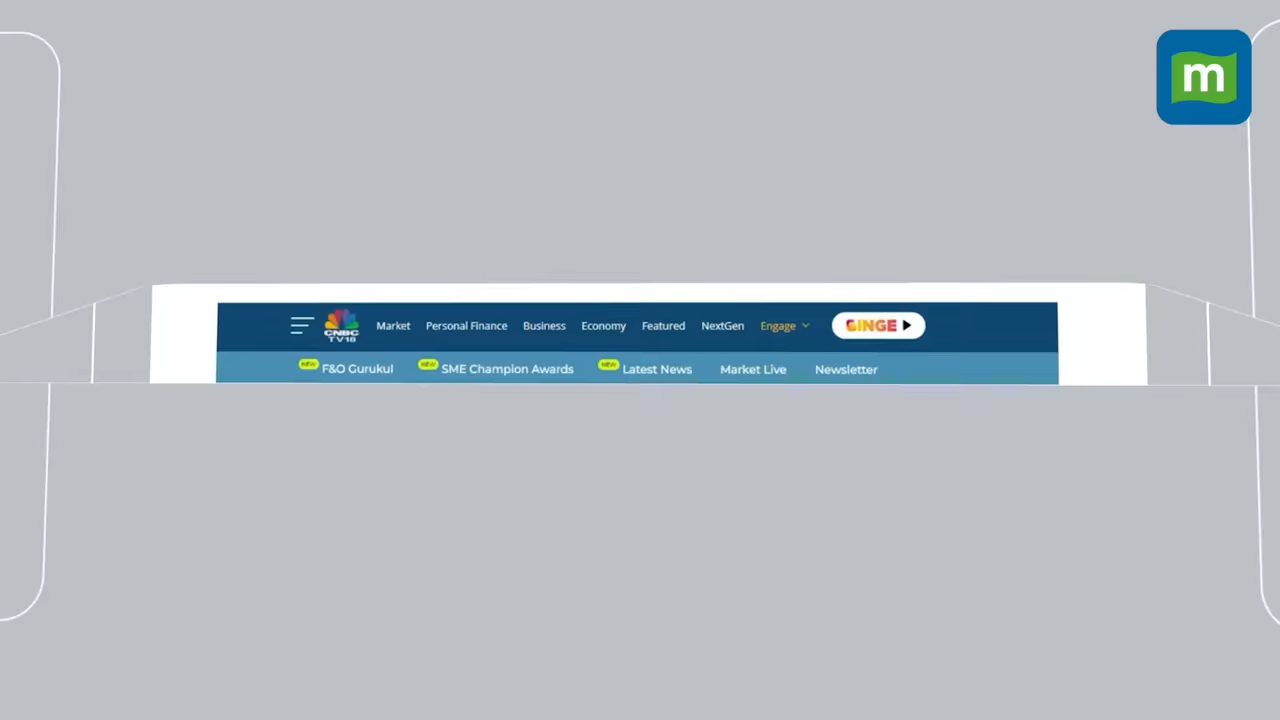 m
CNBC
TV18
Market Personal Finance Business Economy Featured NextGen Engage BINGE
NEW F&O Gurukul NEW SME Champion Awards NEW Latest News Market Live Newsletter